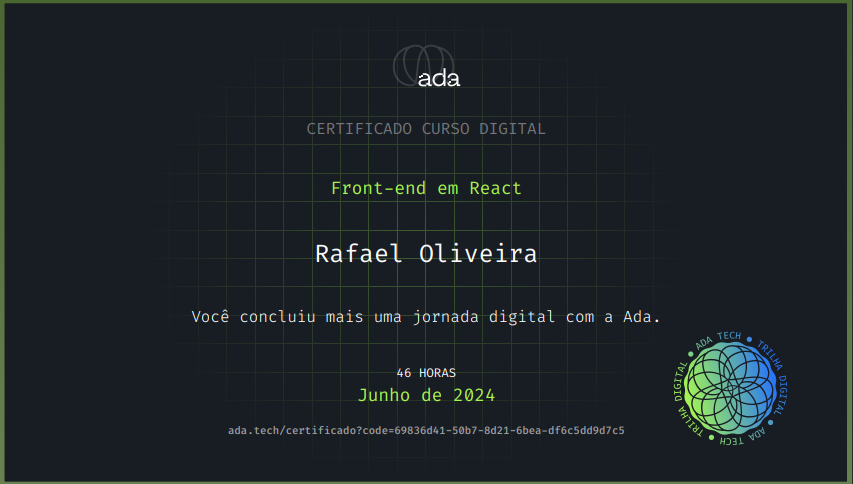 ada
CERTIFICADO CURSO DIGITAL
Front-end em React
Rafael Oliveira
Você concluiu mais uma jornada digital com a Ada.
46 HORAS
Junho de 2024
ada.tech/certificado?code=69836d41-50b7-8d21-6bea-df6c5dd9d7c5
ADA TECH • TRILHA DIGITAL • ADA TECH • TRILHA DIGITAL •